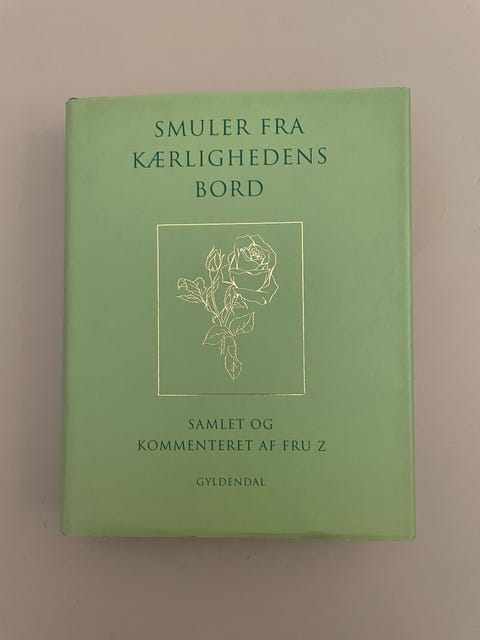 SMULER FRA
KÆRLIGHEDENS
BORD
SAMLET OG
KOMMENTERET AF FRU Z
GYLDENDAL